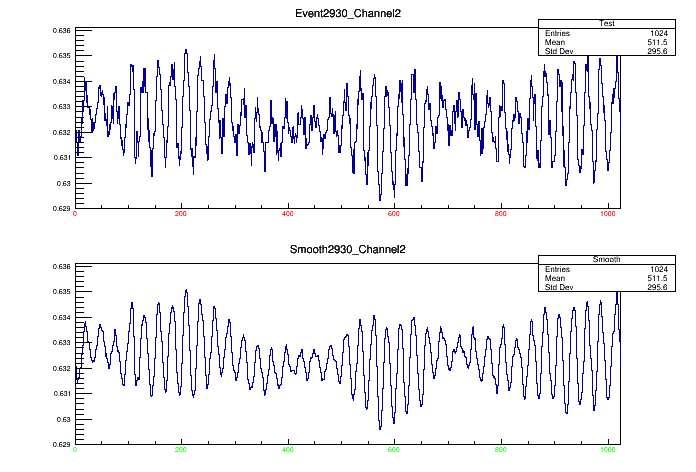 Event2930_Channel2
Test
Entries 1024
Mean 511.5
Std Dev 295.6
0.636
0.635
0.634
0.633
0.632
0.631
0.63
0.629
0 200 400 600 800 1000
Smooth2930_Channel2
Smooth
Entries 1024
Mean 511.5
Std Dev 295.6
0.636
0.635
0.634
0.633
0.632
0.631
0.63
0.629
0 200 400 600 800 1000